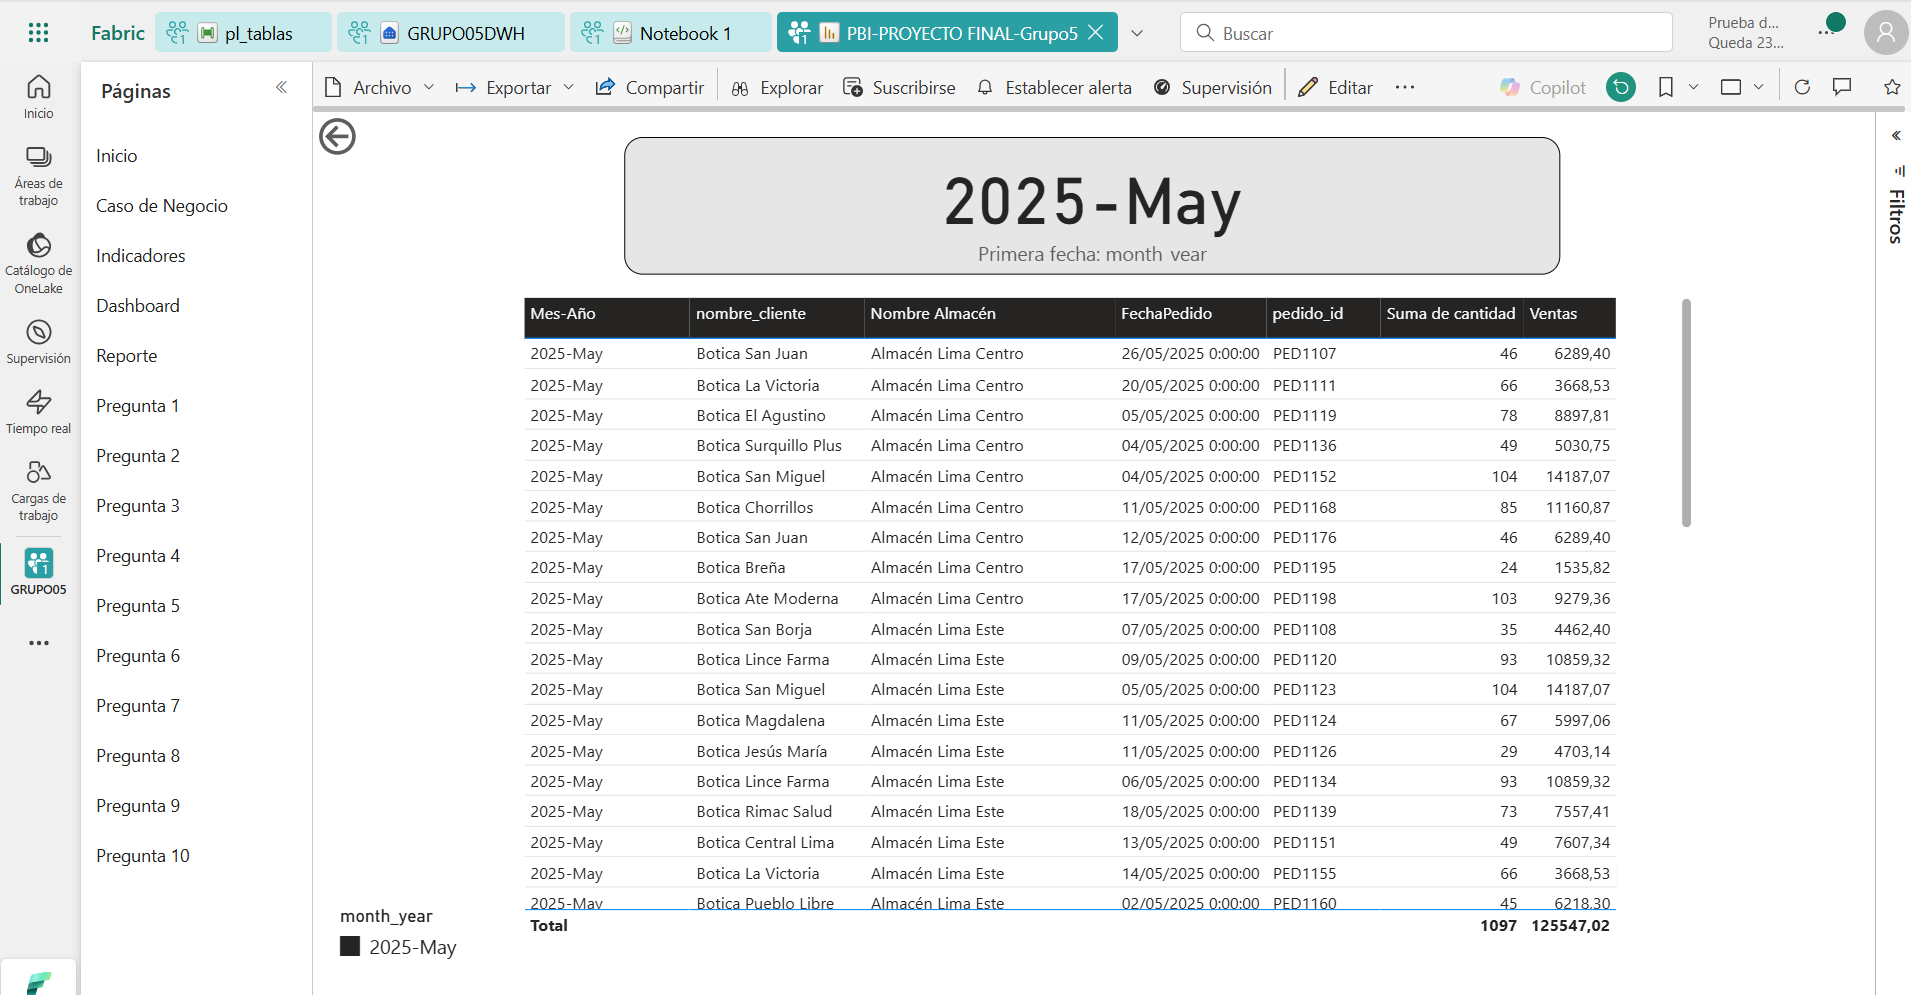 Fabric
pl_tablas
GRUPO05DWH
Notebook 1
PBI-PROYECTO FINAL-Grupo5
Buscar
Prueba d...
Queda 23...
Inicio
Áreas de trabajo
Catálogo de OneLake
Supervisión
Tiempo real
Cargas de trabajo
GRUPO05
Páginas
Inicio
Caso de Negocio
Indicadores
Dashboard
Reporte
Pregunta 1
Pregunta 2
Pregunta 3
Pregunta 4
Pregunta 5
Pregunta 6
Pregunta 7
Pregunta 8
Pregunta 9
Pregunta 10
Archivo Exportar Compartir Explorar Suscribirse Establecer alerta Supervisión Editar Copilot
2025-May
Primera fecha: month year
Mes-Año nombre_cliente Nombre Almacén FechaPedido pedido_id Suma de cantidad Ventas
2025-May Botica San Juan Almacén Lima Centro 26/05/2025 0:00:00 PED1107 46 6289,40
2025-May Botica La Victoria Almacén Lima Centro 20/05/2025 0:00:00 PED1111 66 3668,53
2025-May Botica El Agustino Almacén Lima Centro 05/05/2025 0:00:00 PED1119 78 8897,81
2025-May Botica Surquillo Plus Almacén Lima Centro 04/05/2025 0:00:00 PED1136 49 5030,75
2025-May Botica San Miguel Almacén Lima Centro 04/05/2025 0:00:00 PED1152 104 14187,07
2025-May Botica Chorrillos Almacén Lima Centro 11/05/2025 0:00:00 PED1168 85 11160,87
2025-May Botica San Juan Almacén Lima Centro 12/05/2025 0:00:00 PED1176 46 6289,40
2025-May Botica Breña Almacén Lima Centro 17/05/2025 0:00:00 PED1195 24 1535,82
2025-May Botica Ate Moderna Almacén Lima Centro 17/05/2025 0:00:00 PED1198 103 9279,36
2025-May Botica San Borja Almacén Lima Este 07/05/2025 0:00:00 PED1108 35 4462,40
2025-May Botica Lince Farma Almacén Lima Este 09/05/2025 0:00:00 PED1120 93 10859,32
2025-May Botica San Miguel Almacén Lima Este 05/05/2025 0:00:00 PED1123 104 14187,07
2025-May Botica Magdalena Almacén Lima Este 11/05/2025 0:00:00 PED1124 67 5997,06
2025-May Botica Jesús María Almacén Lima Este 11/05/2025 0:00:00 PED1126 29 4703,14
2025-May Botica Lince Farma Almacén Lima Este 06/05/2025 0:00:00 PED1134 93 10859,32
2025-May Botica Rimac Salud Almacén Lima Este 18/05/2025 0:00:00 PED1139 73 7557,41
2025-May Botica Central Lima Almacén Lima Este 13/05/2025 0:00:00 PED1151 49 7607,34
2025-May Botica La Victoria Almacén Lima Este 14/05/2025 0:00:00 PED1155 66 3668,53
2025-May Botica Pueblo Libre Almacén Lima Este 02/05/2025 0:00:00 PED1160 45 6218,30
Total 1097 125547,02
month_year
2025-May
Filtros